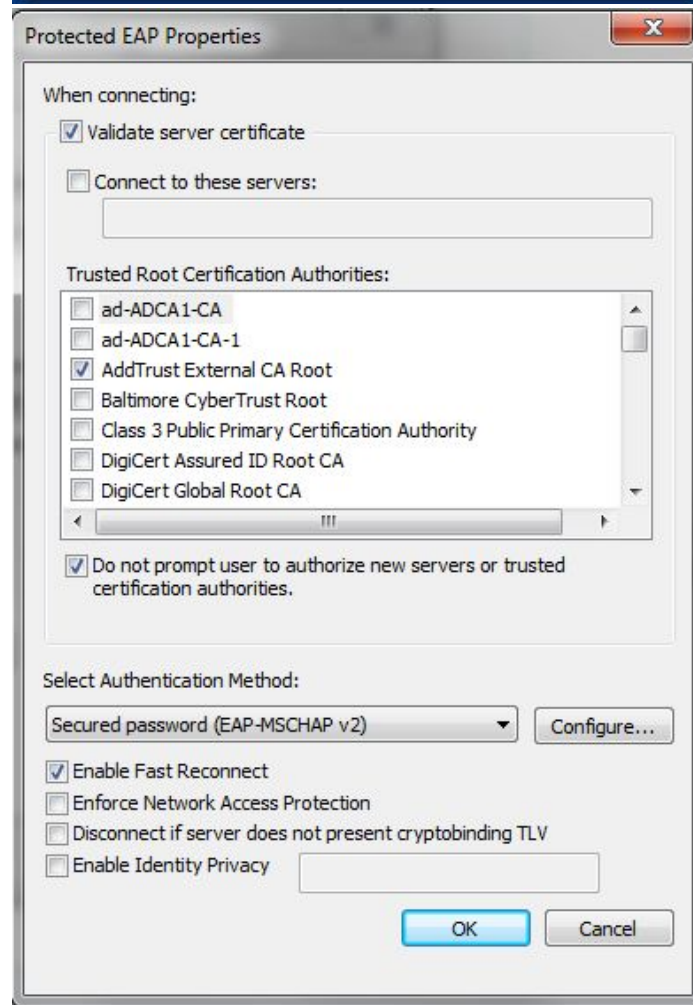 Protected EAP Properties
When connecting:
Validate server certificate
Connect to these servers:
Trusted Root Certification Authorities:
ad-ADCA1-CA
ad-ADCA1-CA-1
AddTrust External CA Root
Baltimore CyberTrust Root
Class 3 Public Primary Certification Authority
DigiCert Assured ID Root CA
DigiCert Global Root CA
Do not prompt user to authorize new servers or trusted
certification authorities.
Select Authentication Method:
Secured password (EAP-MSCHAP v2) Configure...
Enable Fast Reconnect
Enforce Network Access Protection
Disconnect if server does not present cryptobinding TLV
Enable Identity Privacy
OK Cancel